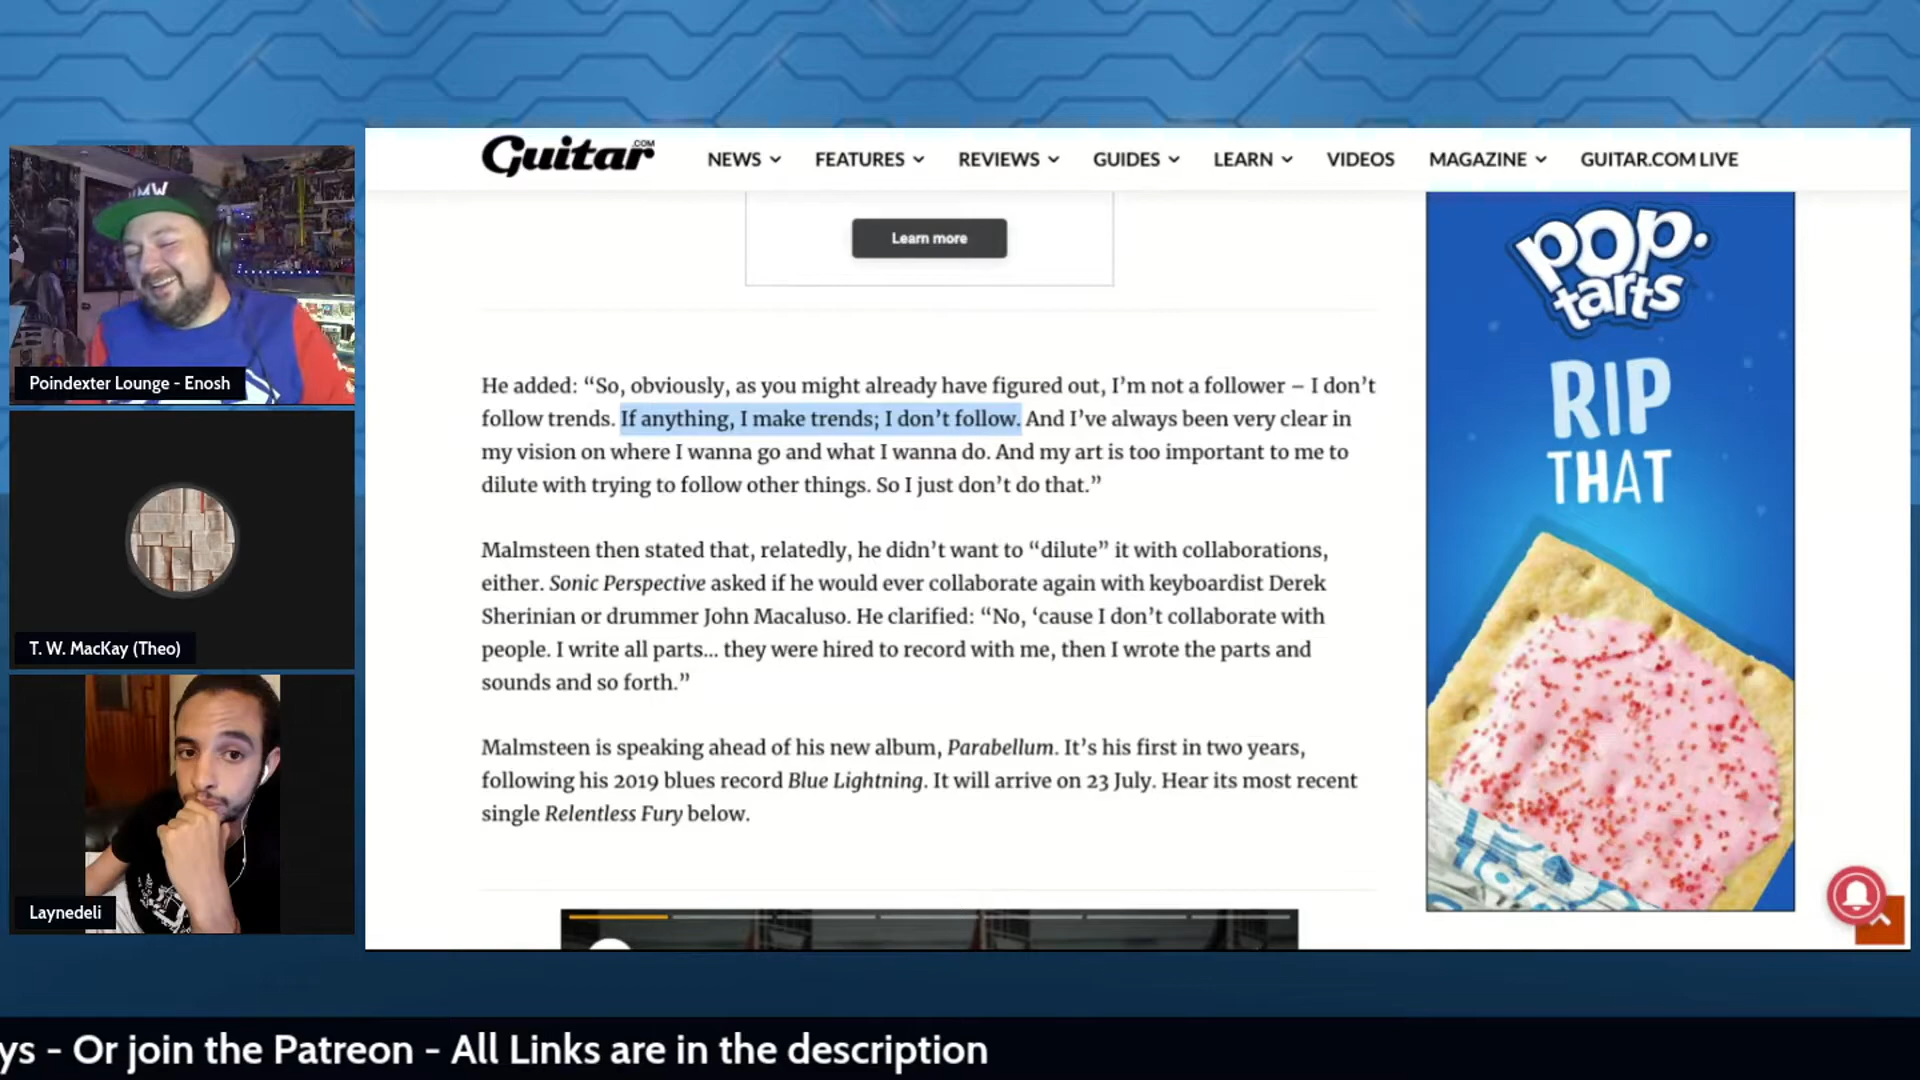 Guitar
.COM
NEWS
FEATURES
REVIEWS
GUIDES
LEARN
VIDEOS
MAGAZINE
GUITAR.COM LIVE
Learn more
He added: “So, obviously, as you might already have figured out, I’m not a follower – I don’t
follow trends. If anything, I make trends; I don’t follow. And I’ve always been very clear in
my vision on where I wanna go and what I wanna do. And my art is too important to me to
dilute with trying to follow other things. So I just don’t do that.”
Malmsteen then stated that, relatedly, he didn’t want to “dilute” it with collaborations,
either. Sonic Perspective asked if he would ever collaborate again with keyboardist Derek
Sherinian or drummer John Macaluso. He clarified: “No, ‘cause I don’t collaborate with
people. I write all parts… they were hired to record with me, then I wrote the parts and
sounds and so forth.”
Malmsteen is speaking ahead of his new album, Parabellum. It’s his first in two years,
following his 2019 blues record Blue Lightning. It will arrive on 23 July. Hear its most recent
single Relentless Fury below.
pop.
tarts
RIP
THAT
Poindexter Lounge - Enosh
T. W. MacKay (Theo)
Laynedeli
ys - Or join the Patreon - All Links are in the description